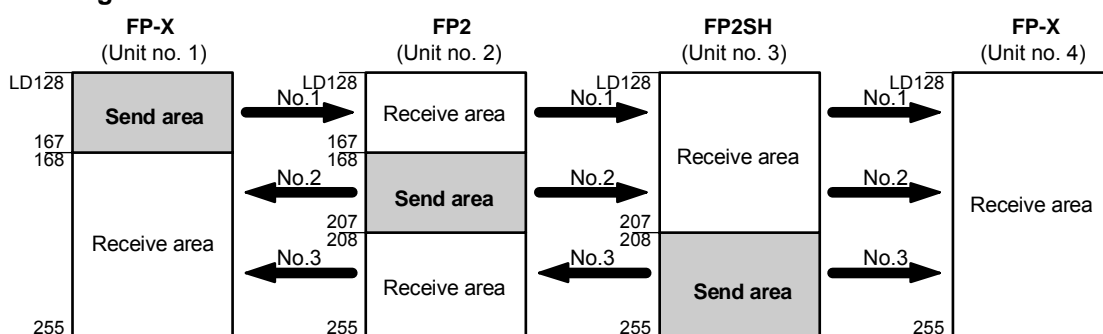 FP-X FP2 FP2SH FP-X
(Unit no. 1) (Unit no. 2) (Unit no. 3) (Unit no. 4)
LD128 LD128 LD128 LD128
Send area No.1 Receive area No.1 No.1
167 167
168 168
Receive area
No.2 Send area No.2 No.2
Receive area
207 207
208 208
Receive area
No.3 No.3 No.3
Receive area Send area
255 255 255 255